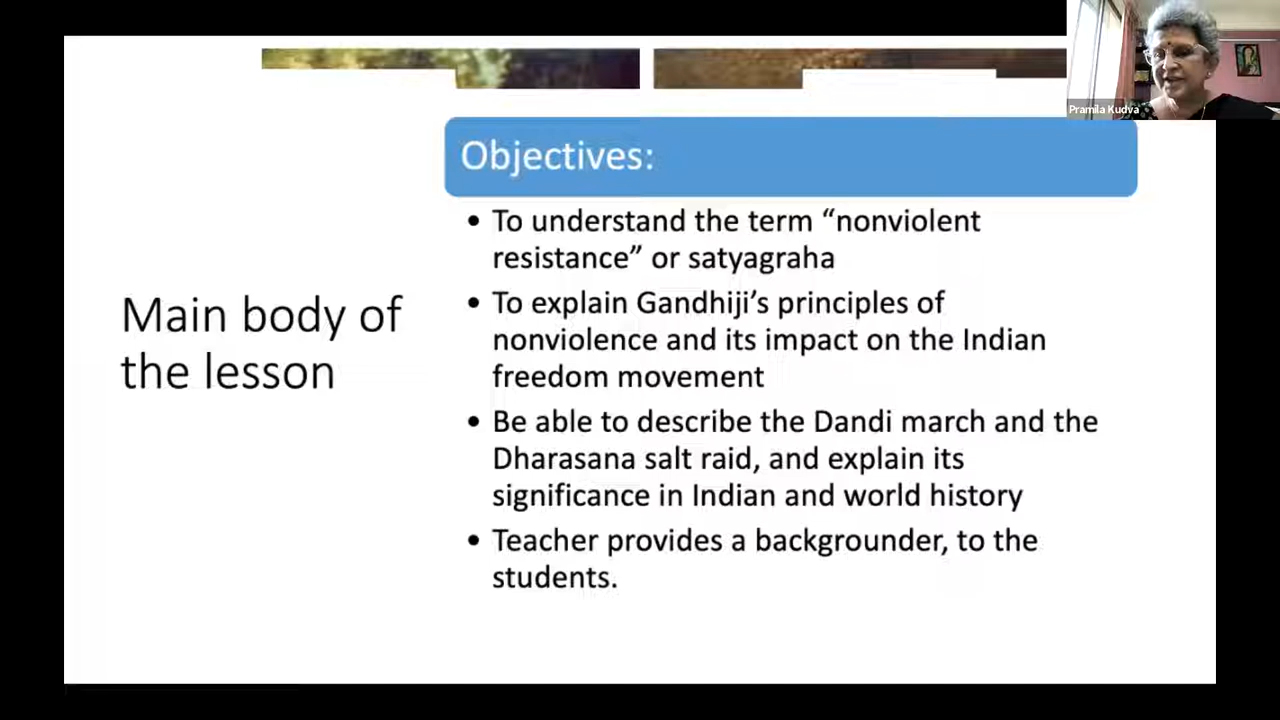 Pramila Kudva
Objectives:
• To understand the term “nonviolent
resistance” or satyagraha
• To explain Gandhiji’s principles of
nonviolence and its impact on the Indian
freedom movement
• Be able to describe the Dandi march and the
Dharasana salt raid, and explain its
significance in Indian and world history
• Teacher provides a backgrounder, to the
students.
Main body of
the lesson